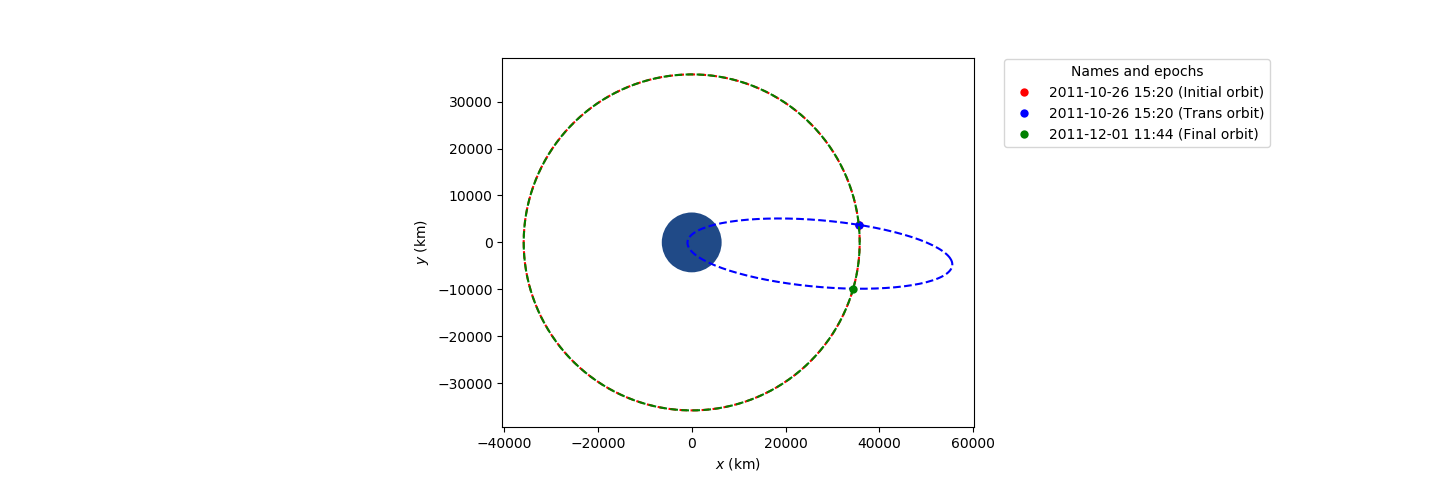 Names and epochs
2011-10-26 15:20 (Initial orbit)
2011-10-26 15:20 (Trans orbit)
2011-12-01 11:44 (Final orbit)
30000
20000
10000
0
−10000
−20000
−30000
y (km)
−40000 −20000 0 20000 40000 60000
x (km)